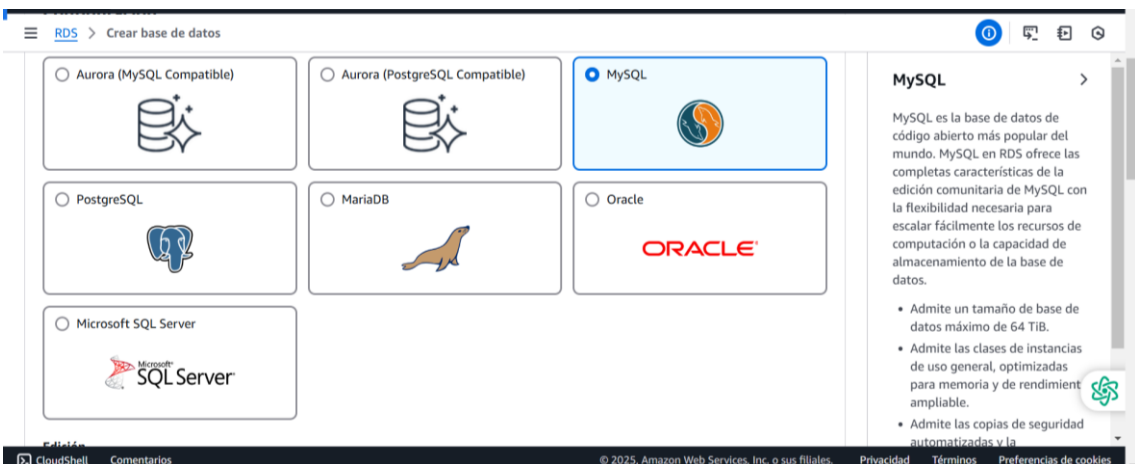 RDS > Crear base de datos
Aurora (MySQL Compatible)
Aurora (PostgreSQL Compatible)
MySQL
PostgreSQL
MariaDB
Oracle
ORACLE
Microsoft SQL Server
Microsoft
SQL Server
Edición
MySQL
MySQL es la base de datos de
código abierto más popular del
mundo. MySQL en RDS ofrece las
completas características de la
edición comunitaria de MySQL con
la flexibilidad necesaria para
escalar fácilmente los recursos de
computación o la capacidad de
almacenamiento de la base de
datos.
• Admite un tamaño de base de
datos máximo de 64 TiB.
• Admite las clases de instancias
de uso general, optimizadas
para memoria y de rendimient
ampliable.
• Admite las copias de seguridad
automatizadas y la
CloudShell Comentarios © 2025, Amazon Web Services, Inc. o sus filiales. Privacidad Términos Preferencias de cookies